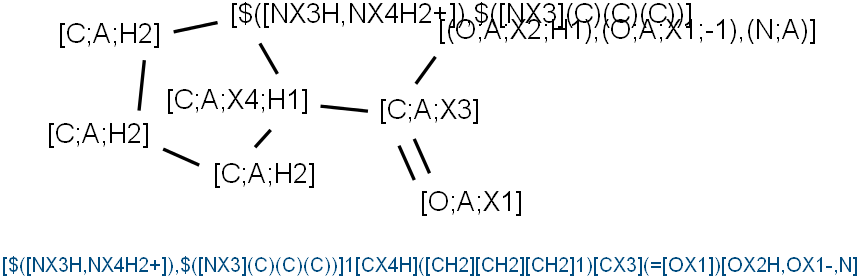 [$([NX3H,NX4H2+]),$([NX3](C)(C)(C))]
[C;A;H2]
[(O;A;X2;H1),(O;A;X1;-1),(N;A)]
[C;A;X4;H1]
[C;A;X3]
[C;A;H2]
[C;A;H2]
[O;A;X1]
[$([NX3H,NX4H2+]),$([NX3](C)(C)(C))]1[CX4H]([CH2][CH2][CH2]1)[CX3](=[OX1])[OX2H,OX1-,N]